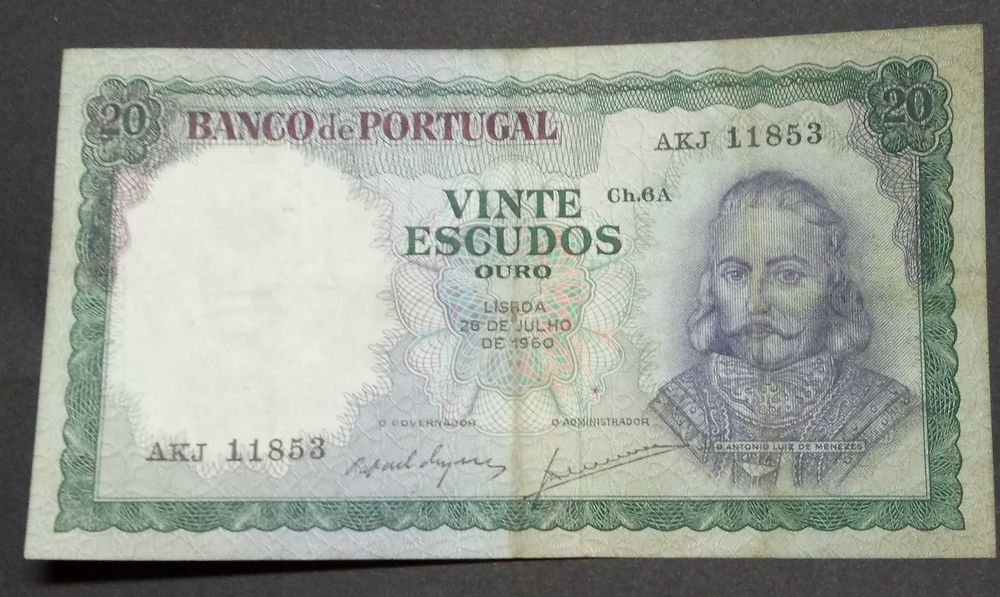 20 20
BANCO de PORTUGAL
AKJ 11853
VINTE Ch.6A
ESCUDOS
OURO
LISBOA
26 DE JULHO
DE 1960
O GOVERNADOR O ADMINISTRADOR
D. ANTONIO LUIZ DE MENEZES
AKJ 11853